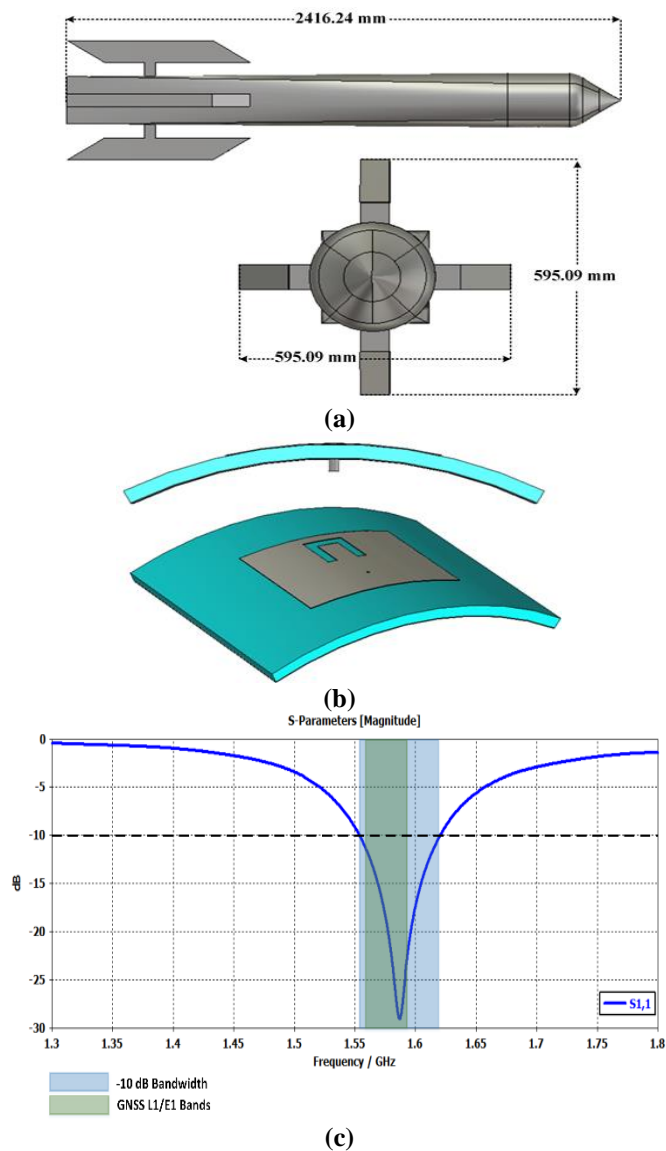 2416.24 mm
595.09 mm
595.09 mm
(a)
(b)
S-Parameters [Magnitude]
0
-5
-10
-15
-20
-25
-30
dB
S1,1
1.3
1.35
1.4
1.45
1.5
1.55
1.6
1.65
1.7
1.75
1.8
Frequency / GHz
-10 dB Bandwidth
GNSS L1/E1 Bands
(c)